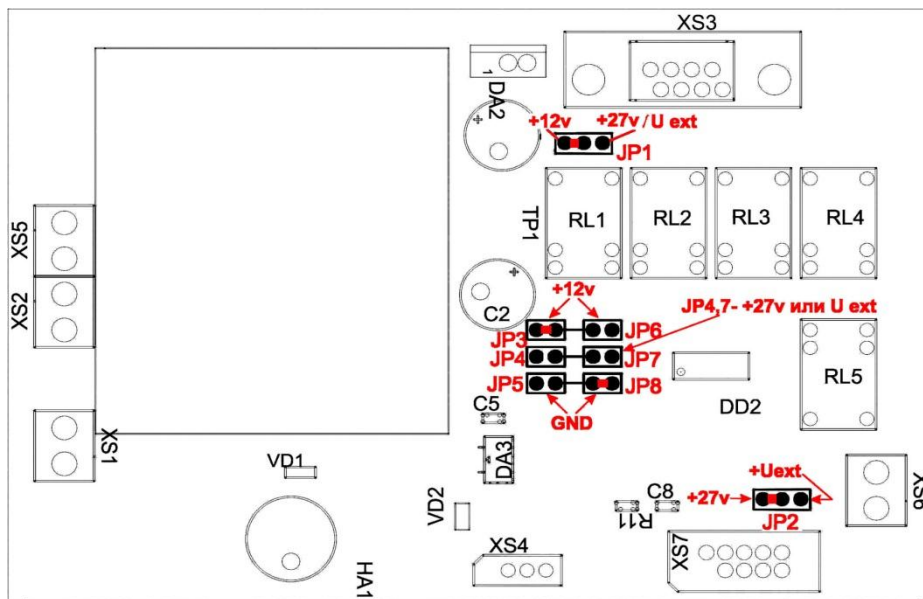 XS3
1
DA2
+12v
+27v / U ext
JP1
TP1
RL1
RL2
RL3
RL4
XS5
XS2
C2
+12v
JP4,7- +27v или U ext
JP3
JP6
JP4
JP7
JP5
JP8
GND
C5
DD2
RL5
XS1
DA3
VD1
VD2
+Uext
+27v
JP2
C8
R11
XS6
XS4
XS7
HA1